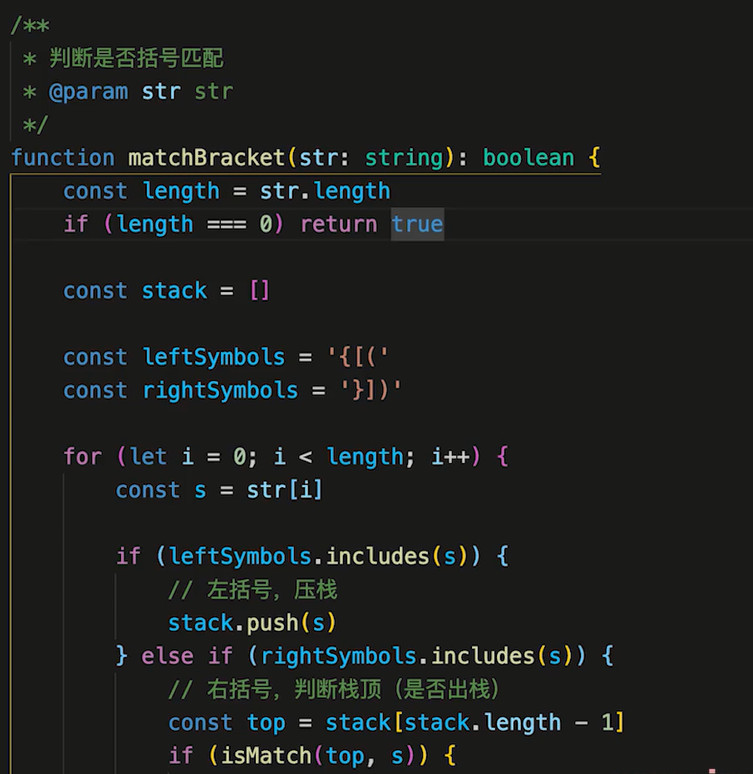 /**
 * 判断是否括号匹配
 * @param str str
 */
function matchBracket(str: string): boolean {
    const length = str.length
    if (length === 0) return true

    const stack = []

    const leftSymbols = '{[('
    const rightSymbols = '}])'

    for (let i = 0; i < length; i++) {
        const s = str[i]

        if (leftSymbols.includes(s)) {
            // 左括号，压栈
            stack.push(s)
        } else if (rightSymbols.includes(s)) {
            // 右括号，判断栈顶（是否出栈）
            const top = stack[stack.length - 1]
            if (isMatch(top, s)) {